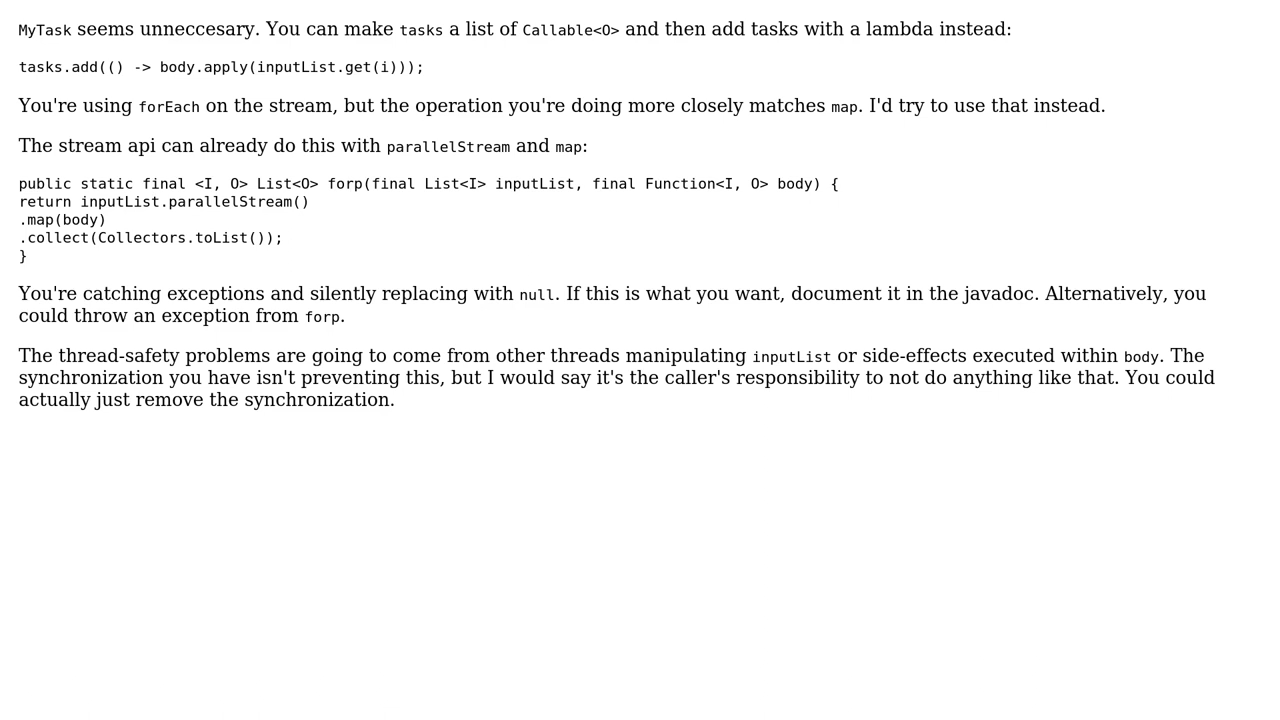 MyTask seems unneccesary. You can make tasks a list of Callable<O> and then add tasks with a lambda instead:
tasks.add(() -> body.apply(inputList.get(i)));
You're using forEach on the stream, but the operation you're doing more closely matches map. I'd try to use that instead.
The stream api can already do this with parallelStream and map:
public static final <I, O> List<O> forp(final List<I> inputList, final Function<I, O> body) {
return inputList.parallelStream()
.map(body)
.collect(Collectors.toList());
}
You're catching exceptions and silently replacing with null. If this is what you want, document it in the javadoc. Alternatively, you
could throw an exception from forp.
The thread-safety problems are going to come from other threads manipulating inputList or side-effects executed within body. The
synchronization you have isn't preventing this, but I would say it's the caller's responsibility to not do anything like that. You could
actually just remove the synchronization.